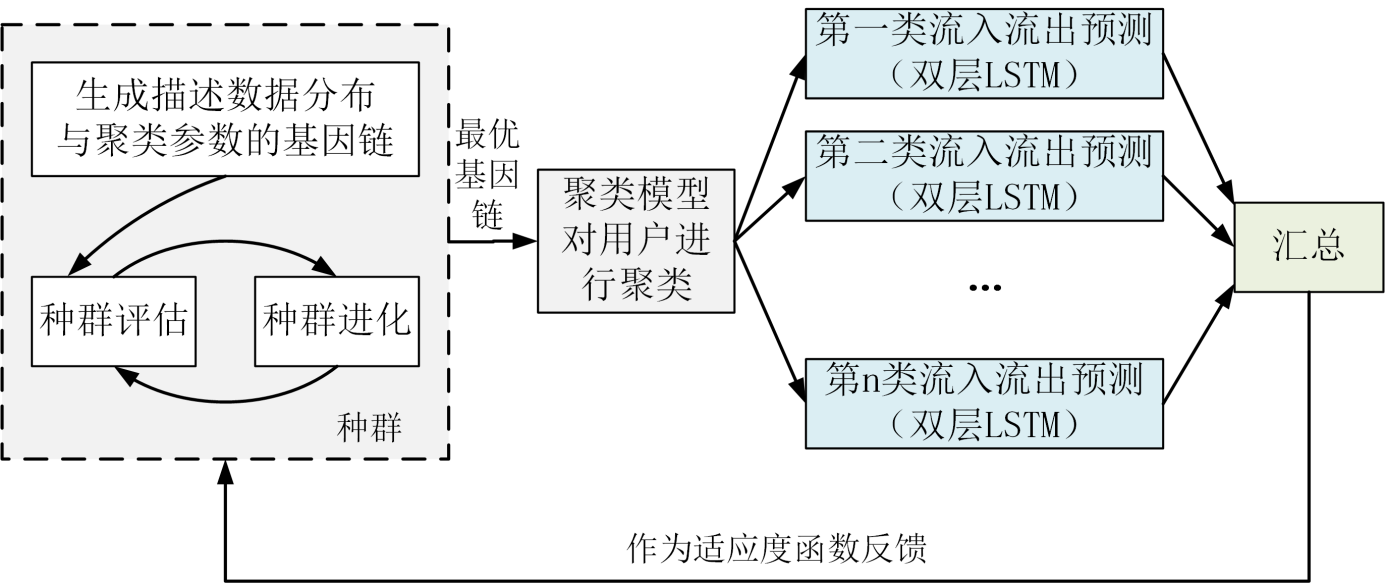 生成描述数据分布
与聚类参数的基因链
种群评估
种群进化
种群
最优
基因
链
聚类模型
对用户进
行聚类
第一类流入流出预测
（双层LSTM）
第二类流入流出预测
（双层LSTM）
...
第n类流入流出预测
（双层LSTM）
汇总
作为适应度函数反馈